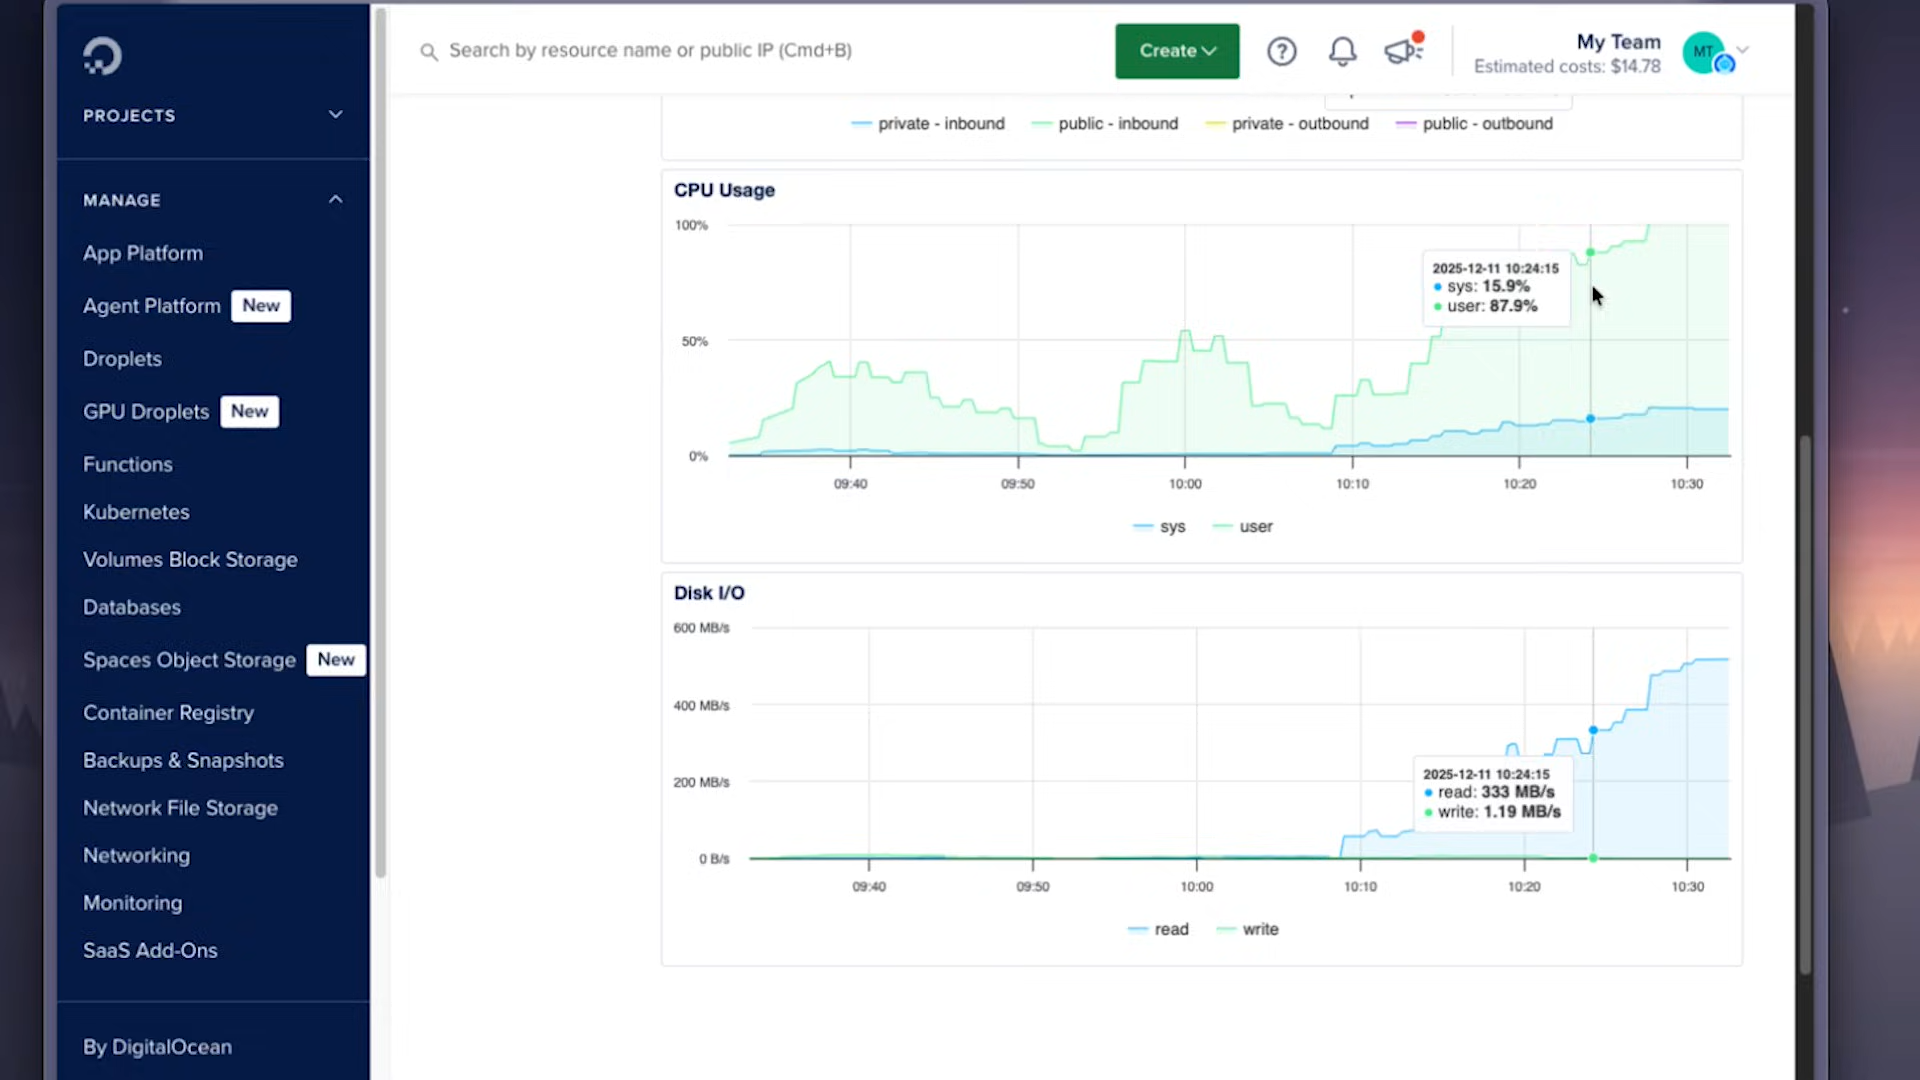 Search by resource name or public IP (Cmd+B)
Create
My Team
Estimated costs: $14.78
MT
PROJECTS
MANAGE
App Platform
Agent Platform New
Droplets
GPU Droplets New
Functions
Kubernetes
Volumes Block Storage
Databases
Spaces Object Storage New
Container Registry
Backups & Snapshots
Network File Storage
Networking
Monitoring
SaaS Add-Ons
By DigitalOcean
private - inbound public - inbound private - outbound public - outbound
CPU Usage
100%
50%
0%
2025-12-11 10:24:15
sys: 15.9%
user: 87.9%
09:40 09:50 10:00 10:10 10:20 10:30
sys user
Disk I/O
600 MB/s
400 MB/s
200 MB/s
0 B/s
2025-12-11 10:24:15
read: 333 MB/s
write: 1.19 MB/s
09:40 09:50 10:00 10:10 10:20 10:30
read write